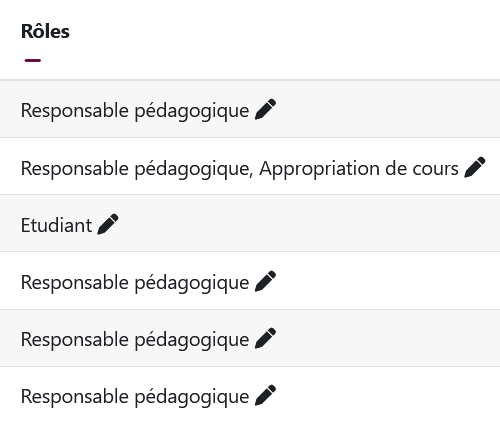 Rôles
Responsable pédagogique
Responsable pédagogique, Appropriation de cours
Etudiant
Responsable pédagogique
Responsable pédagogique
Responsable pédagogique